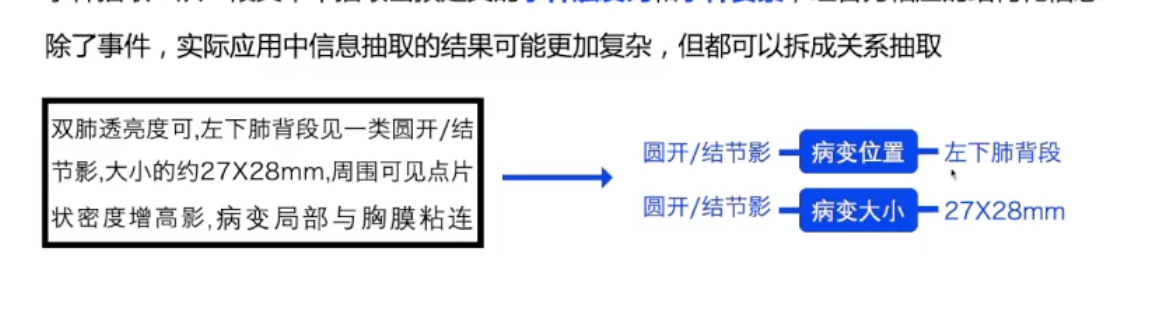 除了事件，实际应用中信息抽取的结果可能更加复杂，但都可以拆成关系抽取
双肺透亮度可,左下肺背段见一类圆开/结
节影,大小的约27X28mm,周围可见点片
状密度增高影,病变局部与胸膜粘连
圆开/结节影 病变位置 左下肺背段
圆开/结节影 病变大小 27X28mm